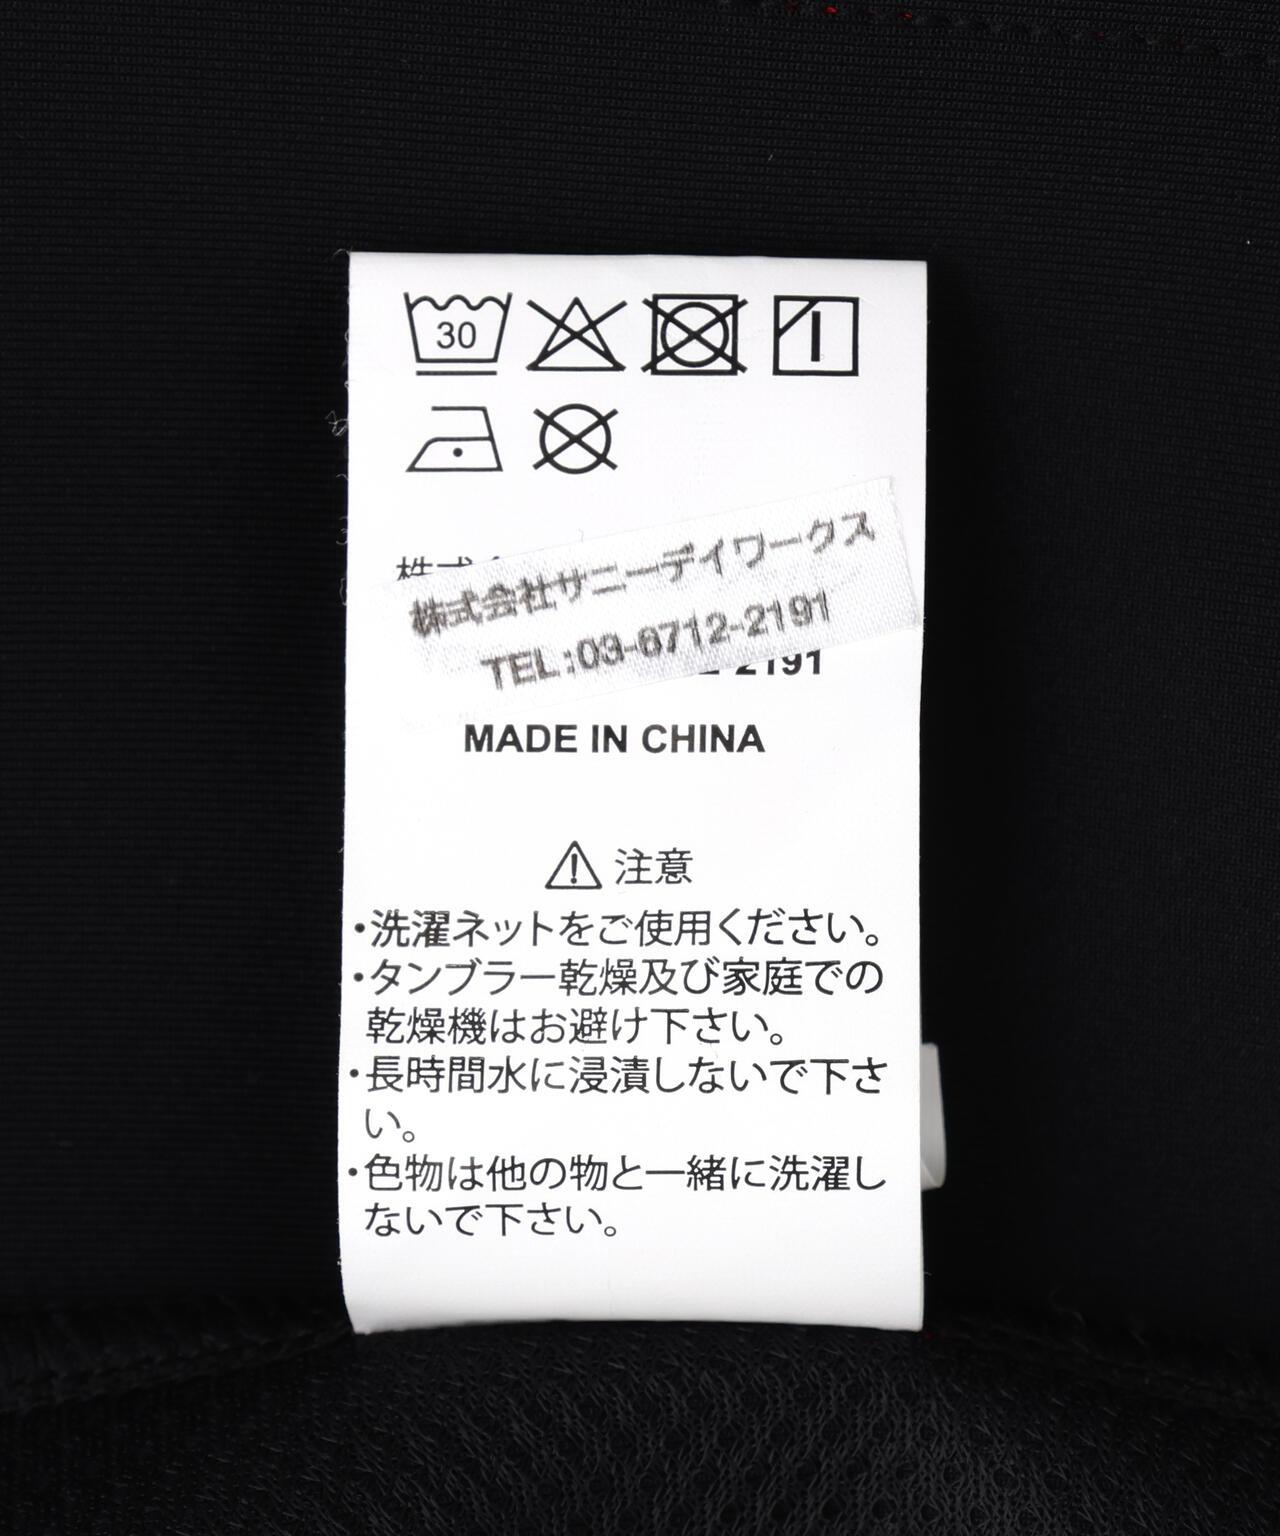 30
株式会社サニーデイワークス
TEL:03-6712-2191
2191
MADE IN CHINA
注意
・洗濯ネットをご使用ください。
・タンブラー乾燥及び家庭での
乾燥機はお避け下さい。
・長時間水に浸漬しないで下さ
い。
・色物は他の物と一緒に洗濯し
ないで下さい。